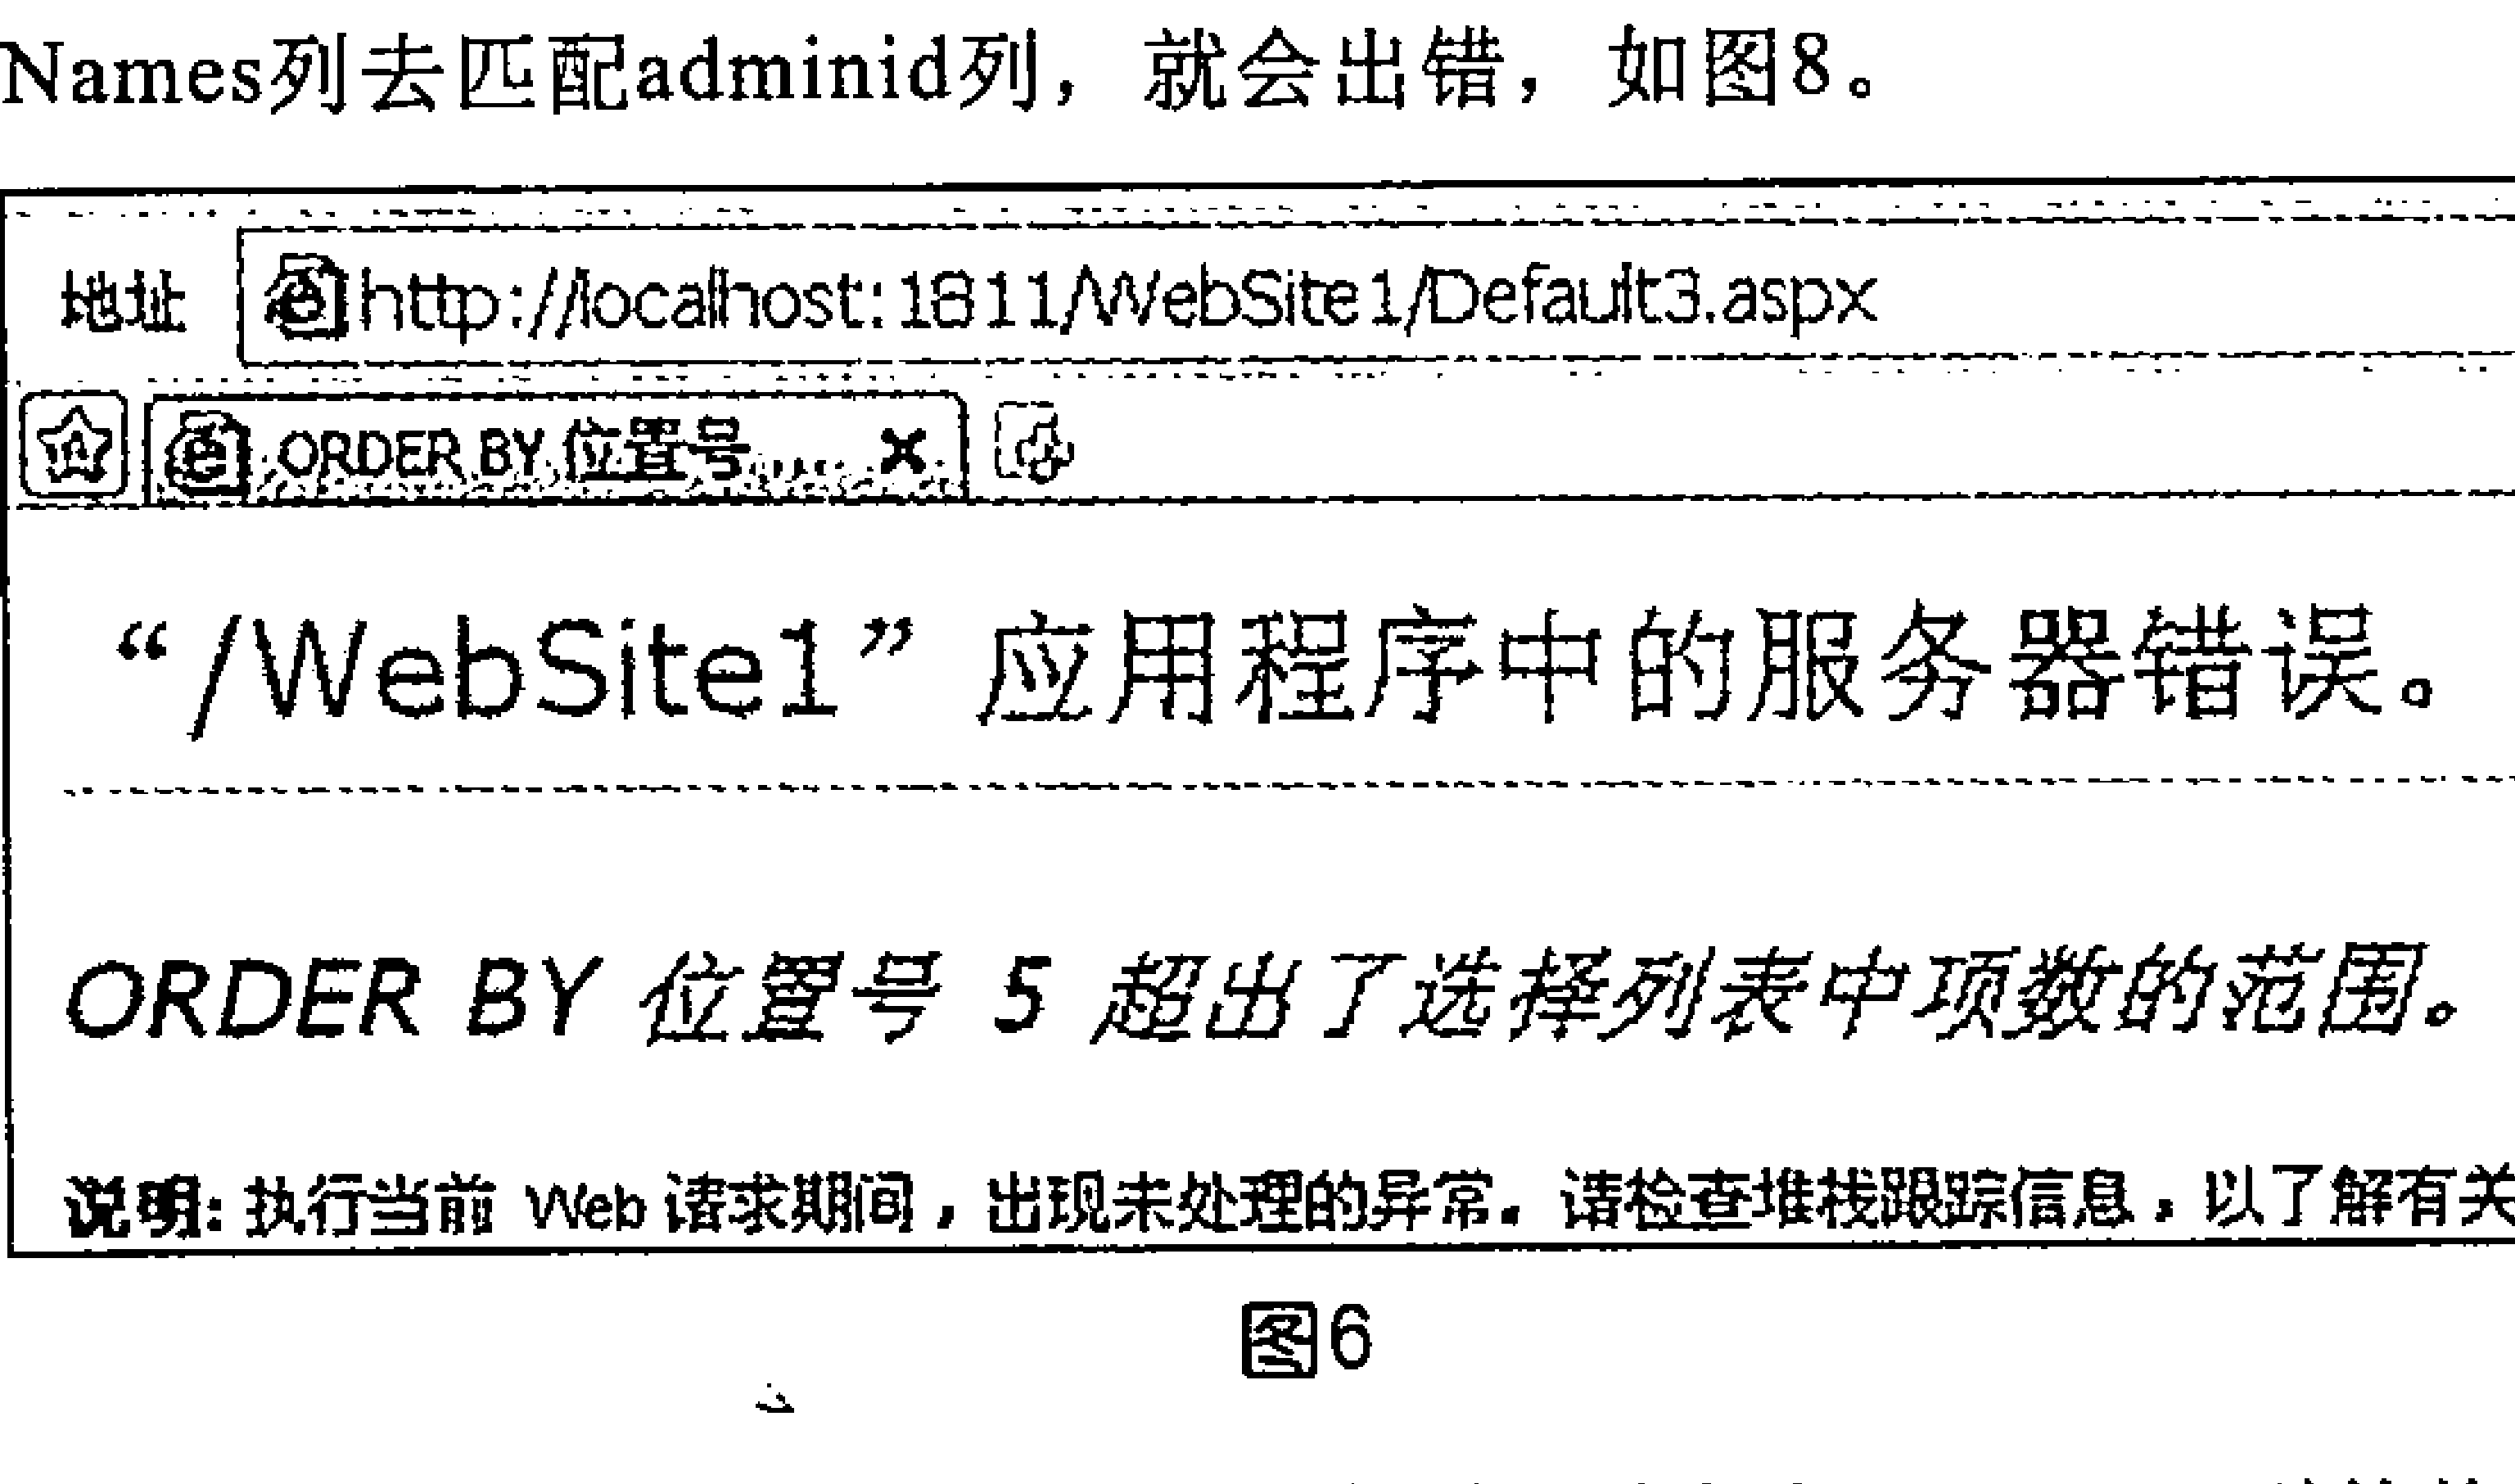 Names列去匹配adminid列，就会出错，如图8。
地址 http://localhost:1811/WebSite1/Default3.aspx
ORDER BY 位置号 ...
“/WebSite1” 应用程序中的服务器错误。
ORDER BY 位置号 5 超出了选择列表中项数的范围。
说明: 执行当前 Web 请求期间，出现未处理的异常。请检查堆栈跟踪信息，以了解有关
图6